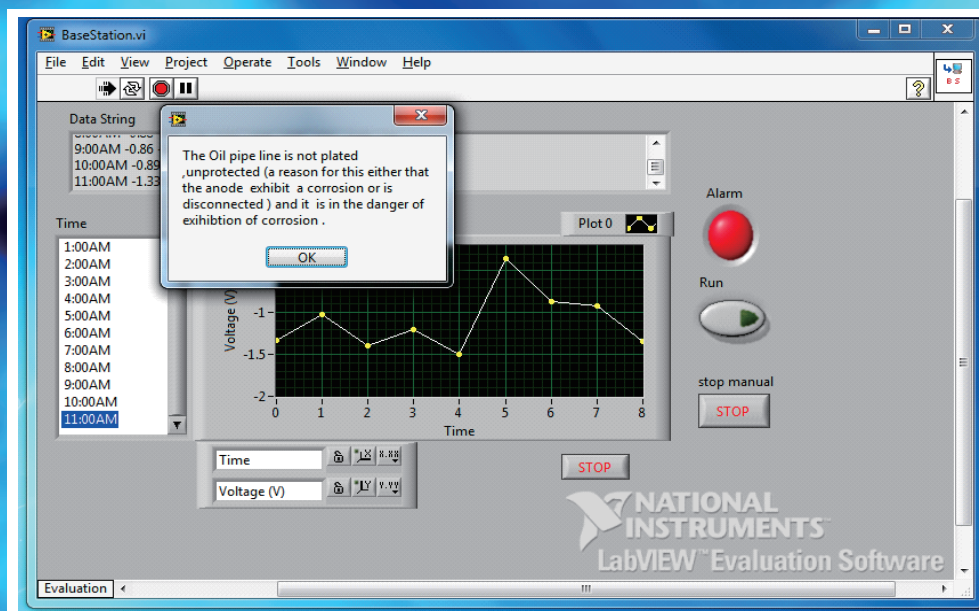 BaseStation.vi
File Edit View Project Operate Tools Window Help
BS
Data String
9:00AM -0.86
10:00AM -0.89
11:00AM -1.33
The Oil pipe line is not plated
,unprotected (a reason for this either that
the anode exhibit a corrosion or is
disconnected ) and it is in the danger of
exihibtion of corrosion .
OK
Time
1:00AM
2:00AM
3:00AM
4:00AM
5:00AM
6:00AM
7:00AM
8:00AM
9:00AM
10:00AM
11:00AM
Plot 0
Voltage (V)
-1
-1.5
-2
0 1 2 3 4 5 6 7 8
Time
Alarm
Run
stop manual
STOP
Time
Voltage (V)
STOP
NATIONAL
INSTRUMENTS
LabVIEW™ Evaluation Software
Evaluation